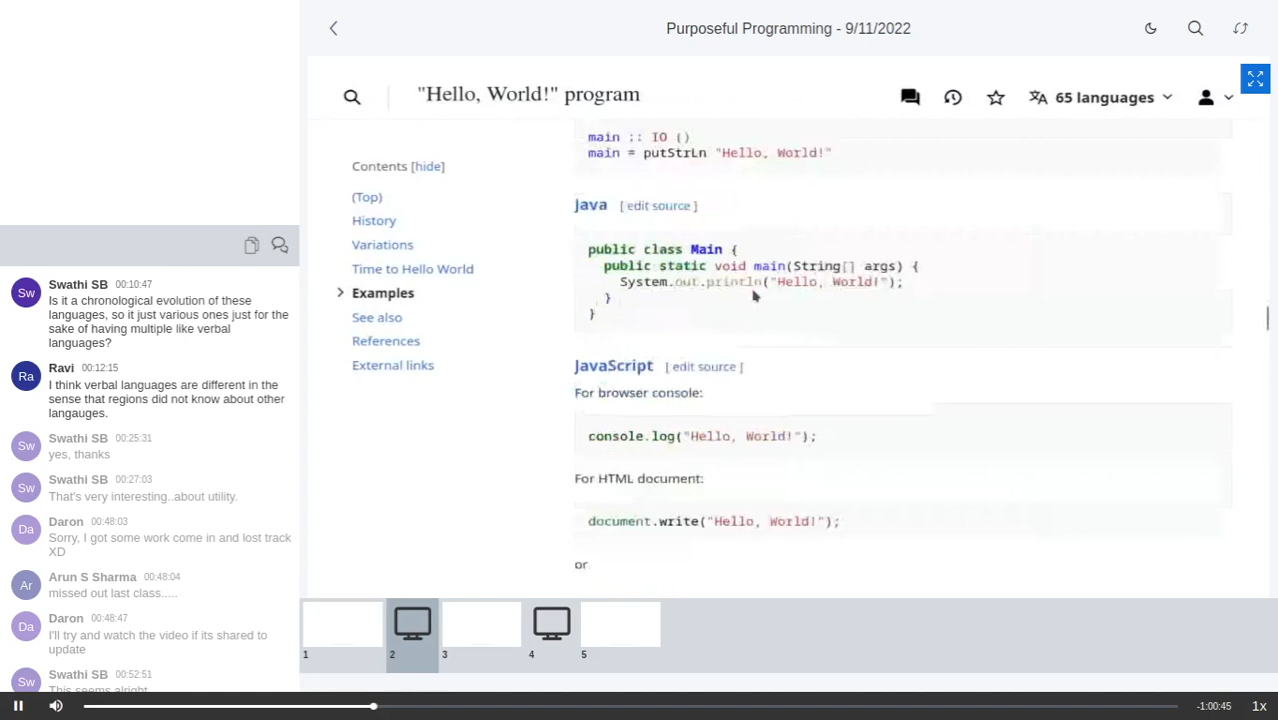 Purposeful Programming - 9/11/2022
"Hello, World!" program
65 languages
Contents [hide]
(Top)
History
Variations
Time to Hello World
Examples
See also
References
External links
main :: IO ()
main = putStrLn "Hello, World!"
Java [ edit source ]
public class Main {
public static void main(String[] args) {
System.out.println("Hello, World!");
}
}
JavaScript [ edit source ]
For browser console:
console.log("Hello, World!");
For HTML document:
document.write("Hello, World!");
or
Sw Swathi SB 00:10:47
Is it a chronological evolution of these
languages, so it just various ones just for the
sake of having multiple like verbal
languages?
Ra Ravi 00:12:15
I think verbal languages are different in the
sense that regions did not know about other
langauges.
Sw Swathi SB 00:25:31
yes, thanks
Sw Swathi SB 00:27:03
That's very interesting..about utility.
Da Daron 00:48:03
Sorry, I got some work come in and lost track
XD
Ar Arun S Sharma 00:48:04
missed out last class.....
Da Daron 00:48:47
I'll try and watch the video if its shared to
update
Sw Swathi SB 00:52:51
This seems alright
1 2 3 4 5
-1:00:45 1x